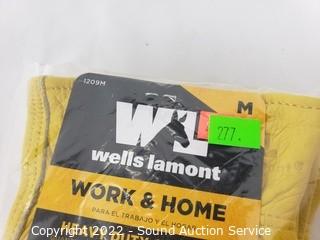 -1209M
M
W
277.
wells lamont
WORK & HOME
PARA EL TRABAJO Y EL HOGAR
Copyright 2022 - Sound Auction Service